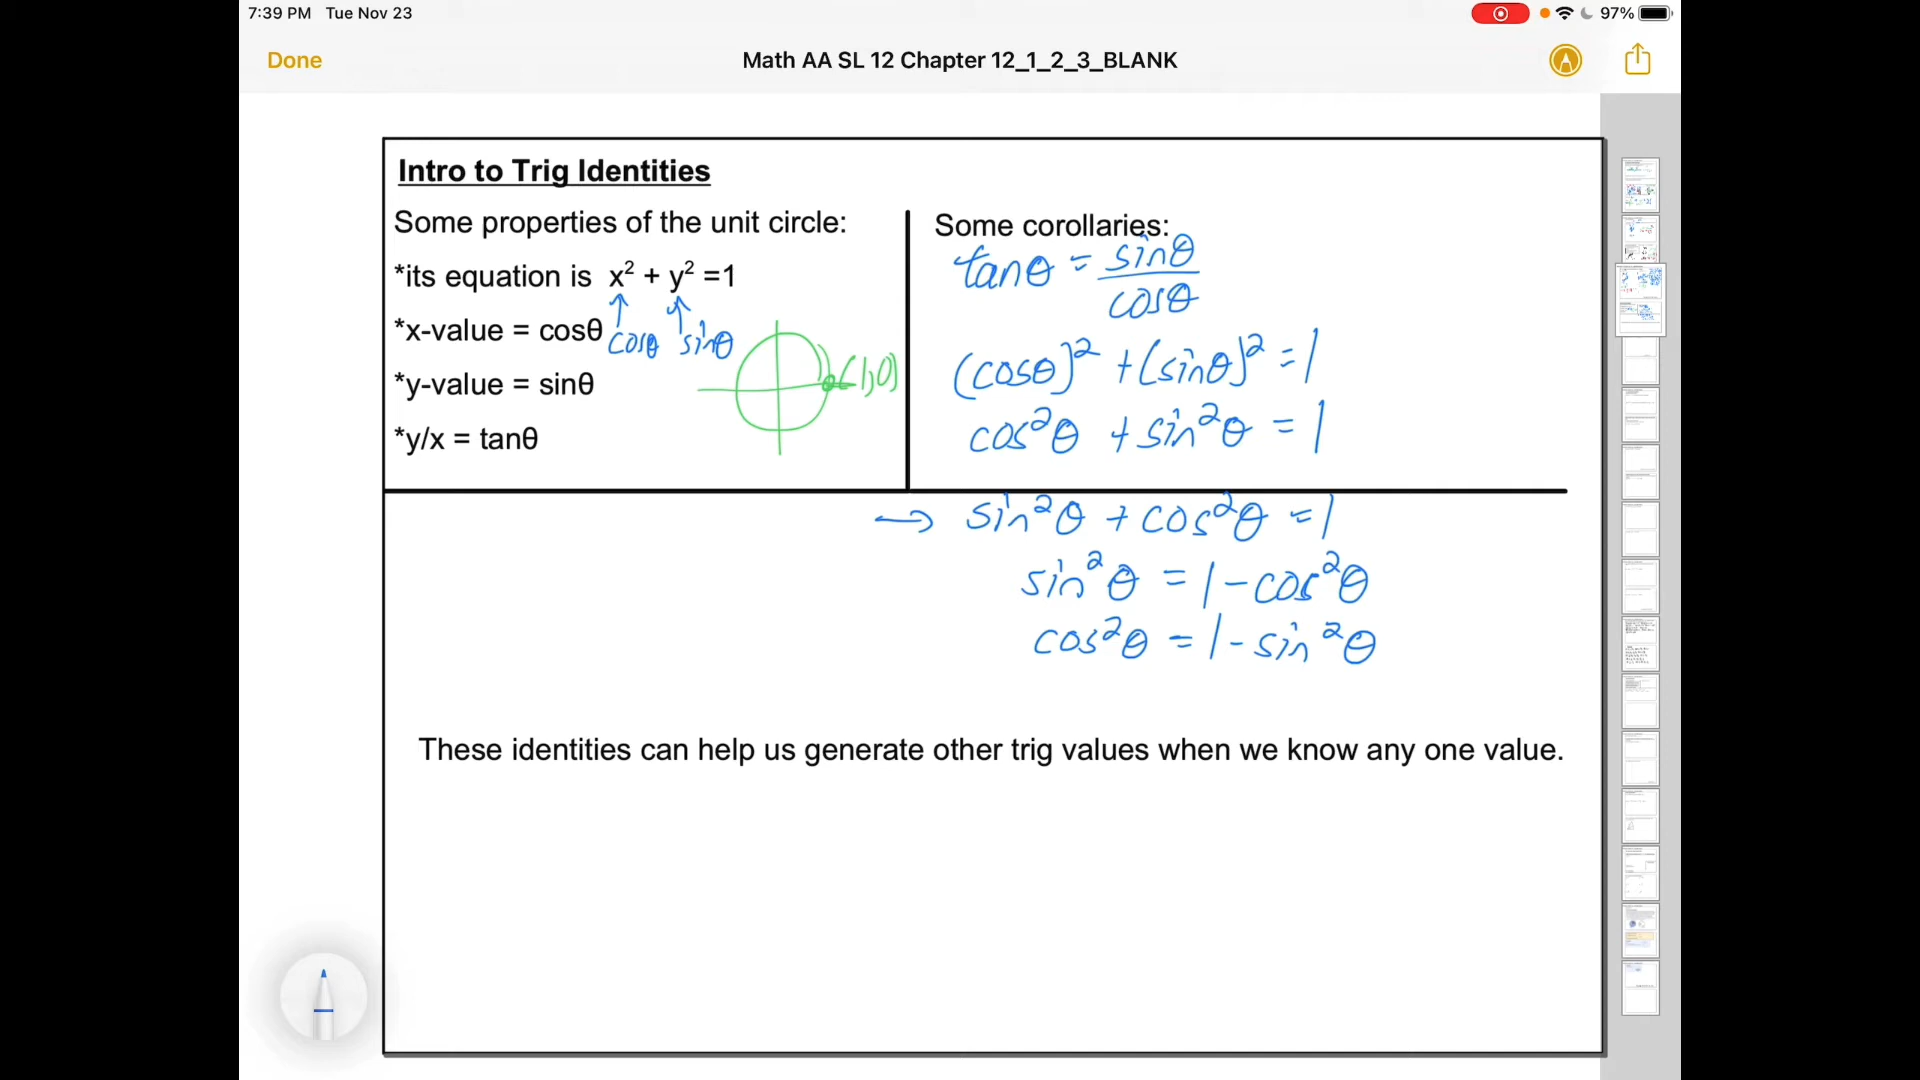 7:39 PM Tue Nov 23
97%
Done
Math AA SL 12 Chapter 12_1_2_3_BLANK
Intro to Trig Identities
Some properties of the unit circle:
*its equation is x² + y² =1
*x-value = cosθ
cosθ sinθ
*y-value = sinθ
(1,0)
*y/x = tanθ
Some corollaries:
tanθ = sinθ/cosθ
(cosθ)² + (sinθ)² = 1
cos²θ + sin²θ = 1
→ sin²θ + cos²θ = 1
sin²θ = 1 - cos²θ
cos²θ = 1 - sin²θ
These identities can help us generate other trig values when we know any one value.